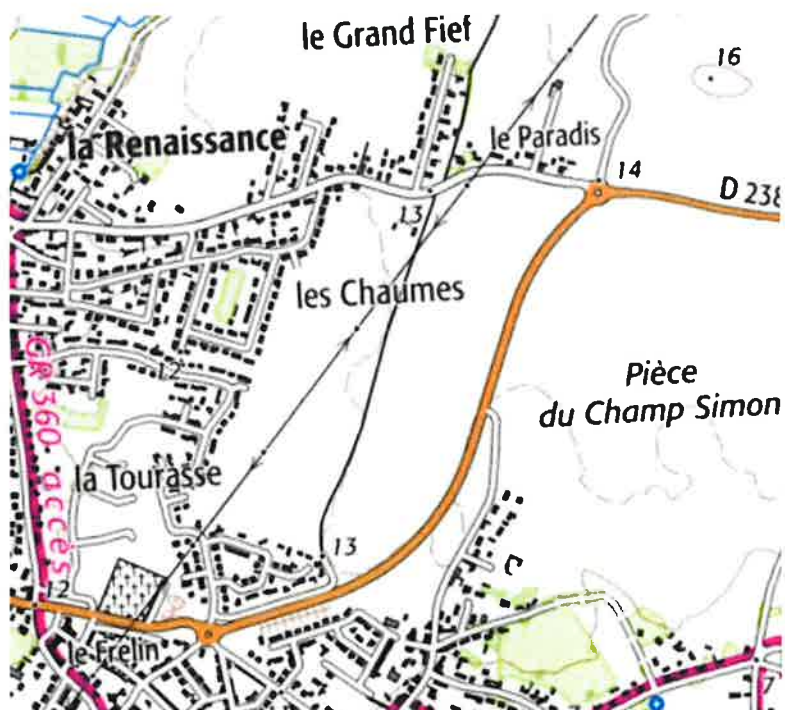 le Grand Fief
16
la Renaissance
le Paradis
14
D 238
13
les Chaumes
12
GR 360 accès
Pièce
du Champ Simon
la Tourasse
13
12
le Frelin
7